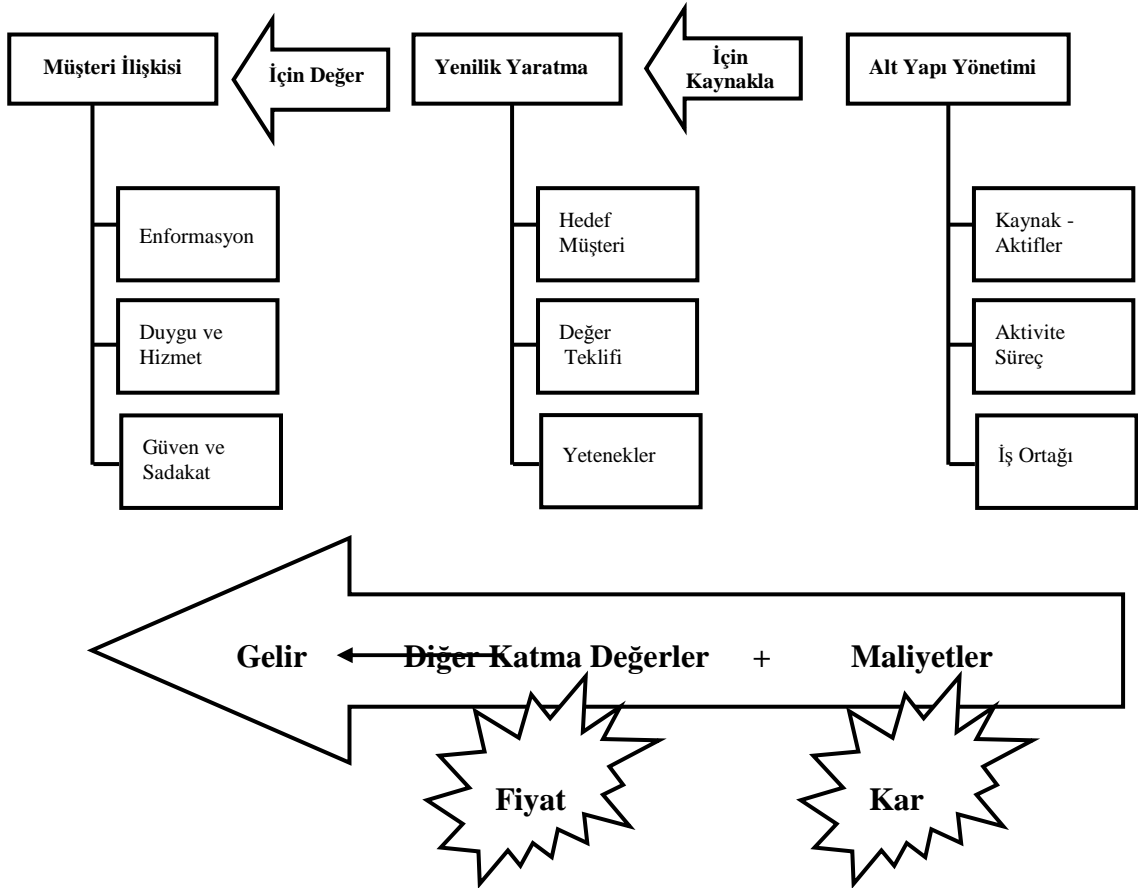 Müşteri İlişkisi
İçin Değer
Yenilik Yaratma
İçin
Kaynakla
Alt Yapı Yönetimi
Enformasyon
Hedef
Müşteri
Kaynak -
Aktifler
Duygu ve
Hizmet
Değer
Teklifi
Aktivite
Süreç
Güven ve
Sadakat
Yetenekler
İş Ortağı
Gelir
Diğer Katma Değerler + Maliyetler
Fiyat
Kar